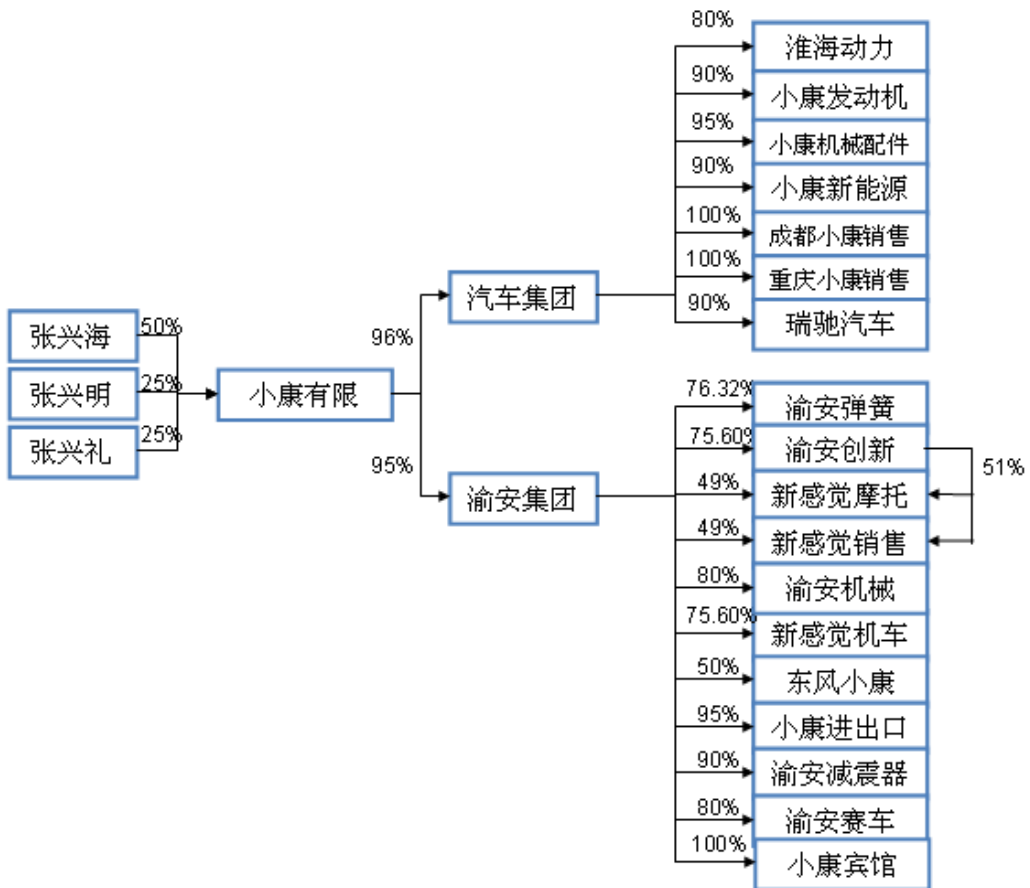 张兴海
50%
张兴明
25%
张兴礼
25%
小康有限
96%
汽车集团
95%
渝安集团
80%
淮海动力
90%
小康发动机
95%
小康机械配件
90%
小康新能源
100%
成都小康销售
100%
重庆小康销售
90%
瑞驰汽车
76.32%
渝安弹簧
75.60%
渝安创新
51%
49%
新感觉摩托
49%
新感觉销售
80%
渝安机械
75.60%
新感觉机车
50%
东风小康
95%
小康进出口
90%
渝安减震器
80%
渝安赛车
100%
小康宾馆